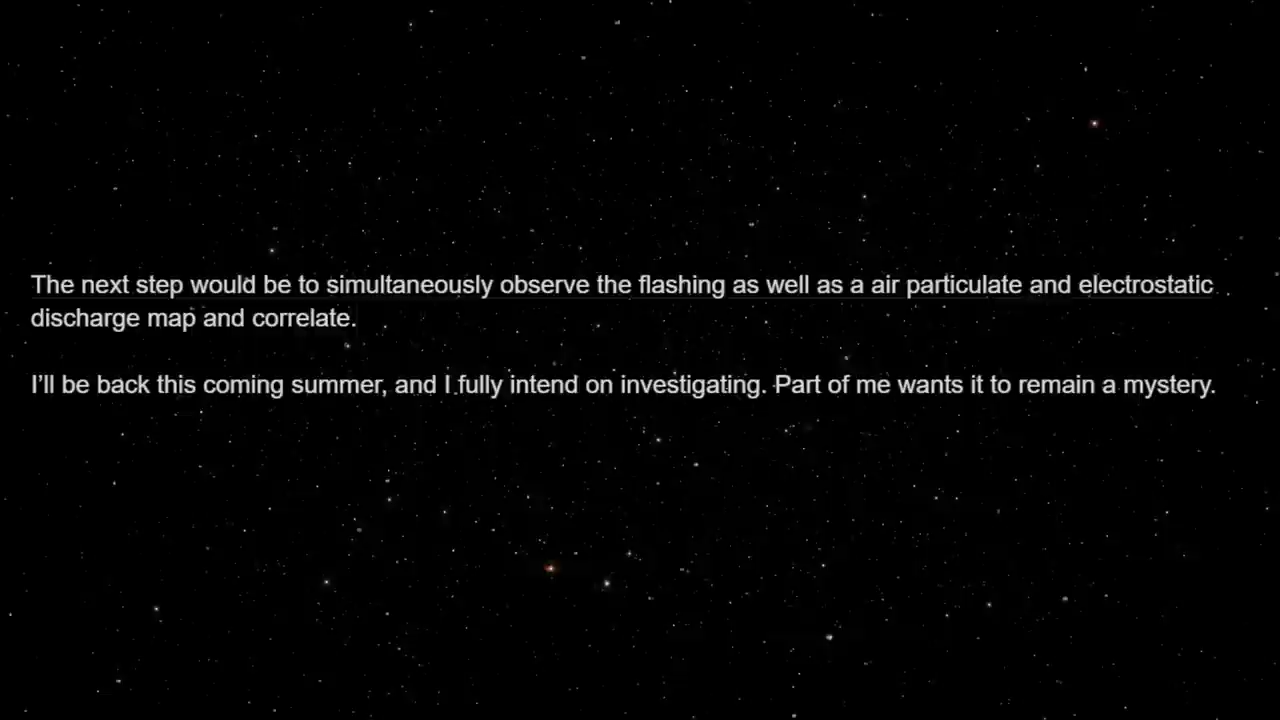 The next step would be to simultaneously observe the flashing as well as a air particulate and electrostatic
discharge map and correlate.
I’ll be back this coming summer, and I fully intend on investigating. Part of me wants it to remain a mystery.